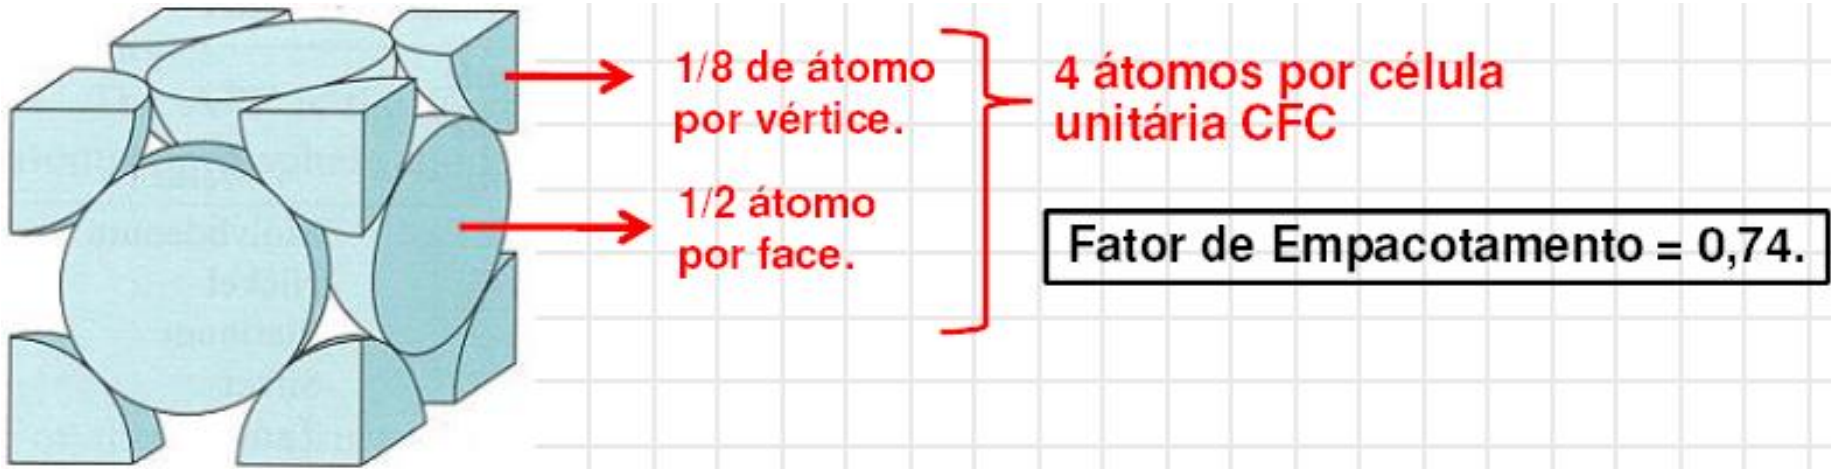 1/8 de átomo
por vértice.
1/2 átomo
por face.
4 átomos por célula
unitária CFC
Fator de Empacotamento = 0,74.